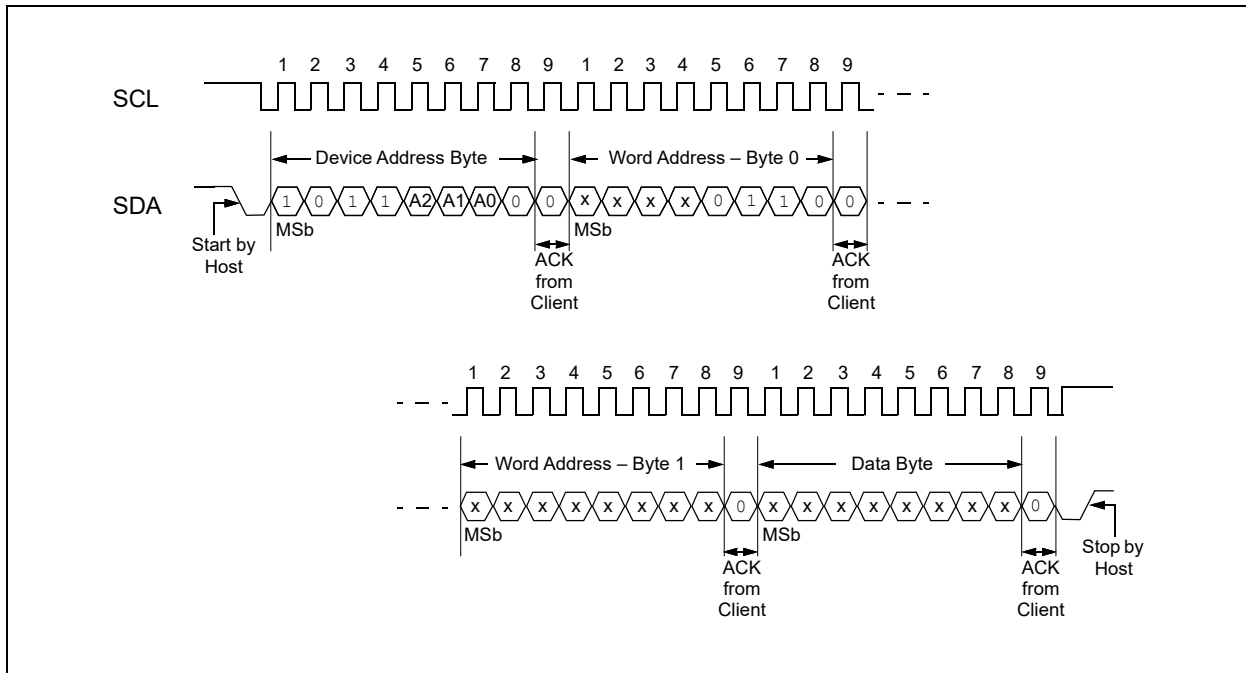 1 2 3 4 5 6 7 8 9 1 2 3 4 5 6 7 8 9
SCL
Device Address Byte
Word Address – Byte 0
SDA
1 0 1 1 A2 A1 A0 0 0 x x x x 0 1 1 0 0
MSb
MSb
Start by
Host
ACK
from
Client
ACK
from
Client
1 2 3 4 5 6 7 8 9 1 2 3 4 5 6 7 8 9
Word Address – Byte 1
Data Byte
x x x x x x x x 0 x x x x x x x x 0
MSb
MSb
ACK
from
Client
ACK
from
Client
Stop by
Host